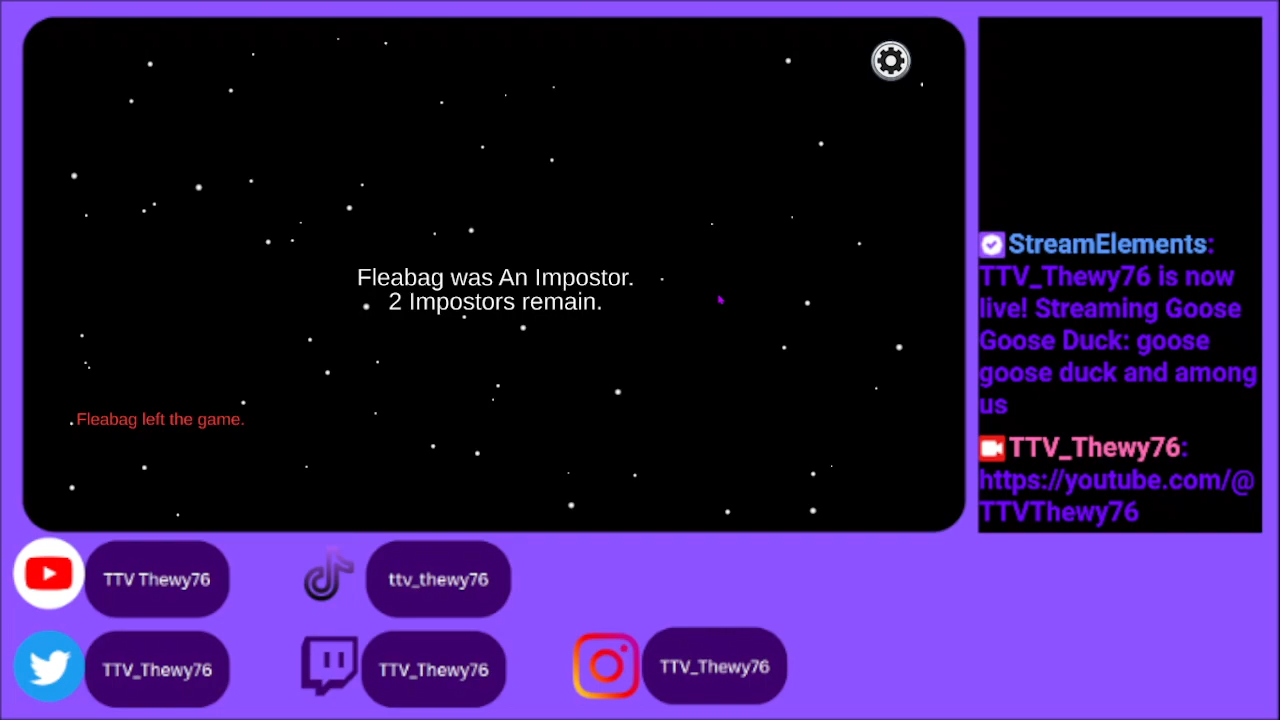 Fleabag was An Impostor.
2 Impostors remain.
Fleabag left the game.
StreamElements:
TTV_Thewy76 is now
live! Streaming Goose
Goose Duck: goose
goose duck and among
us
TTV_Thewy76:
https://youtube.com/@
TTVThewy76
TTV Thewy76
ttv_thewy76
TTV_Thewy76
TTV_Thewy76
TTV_Thewy76